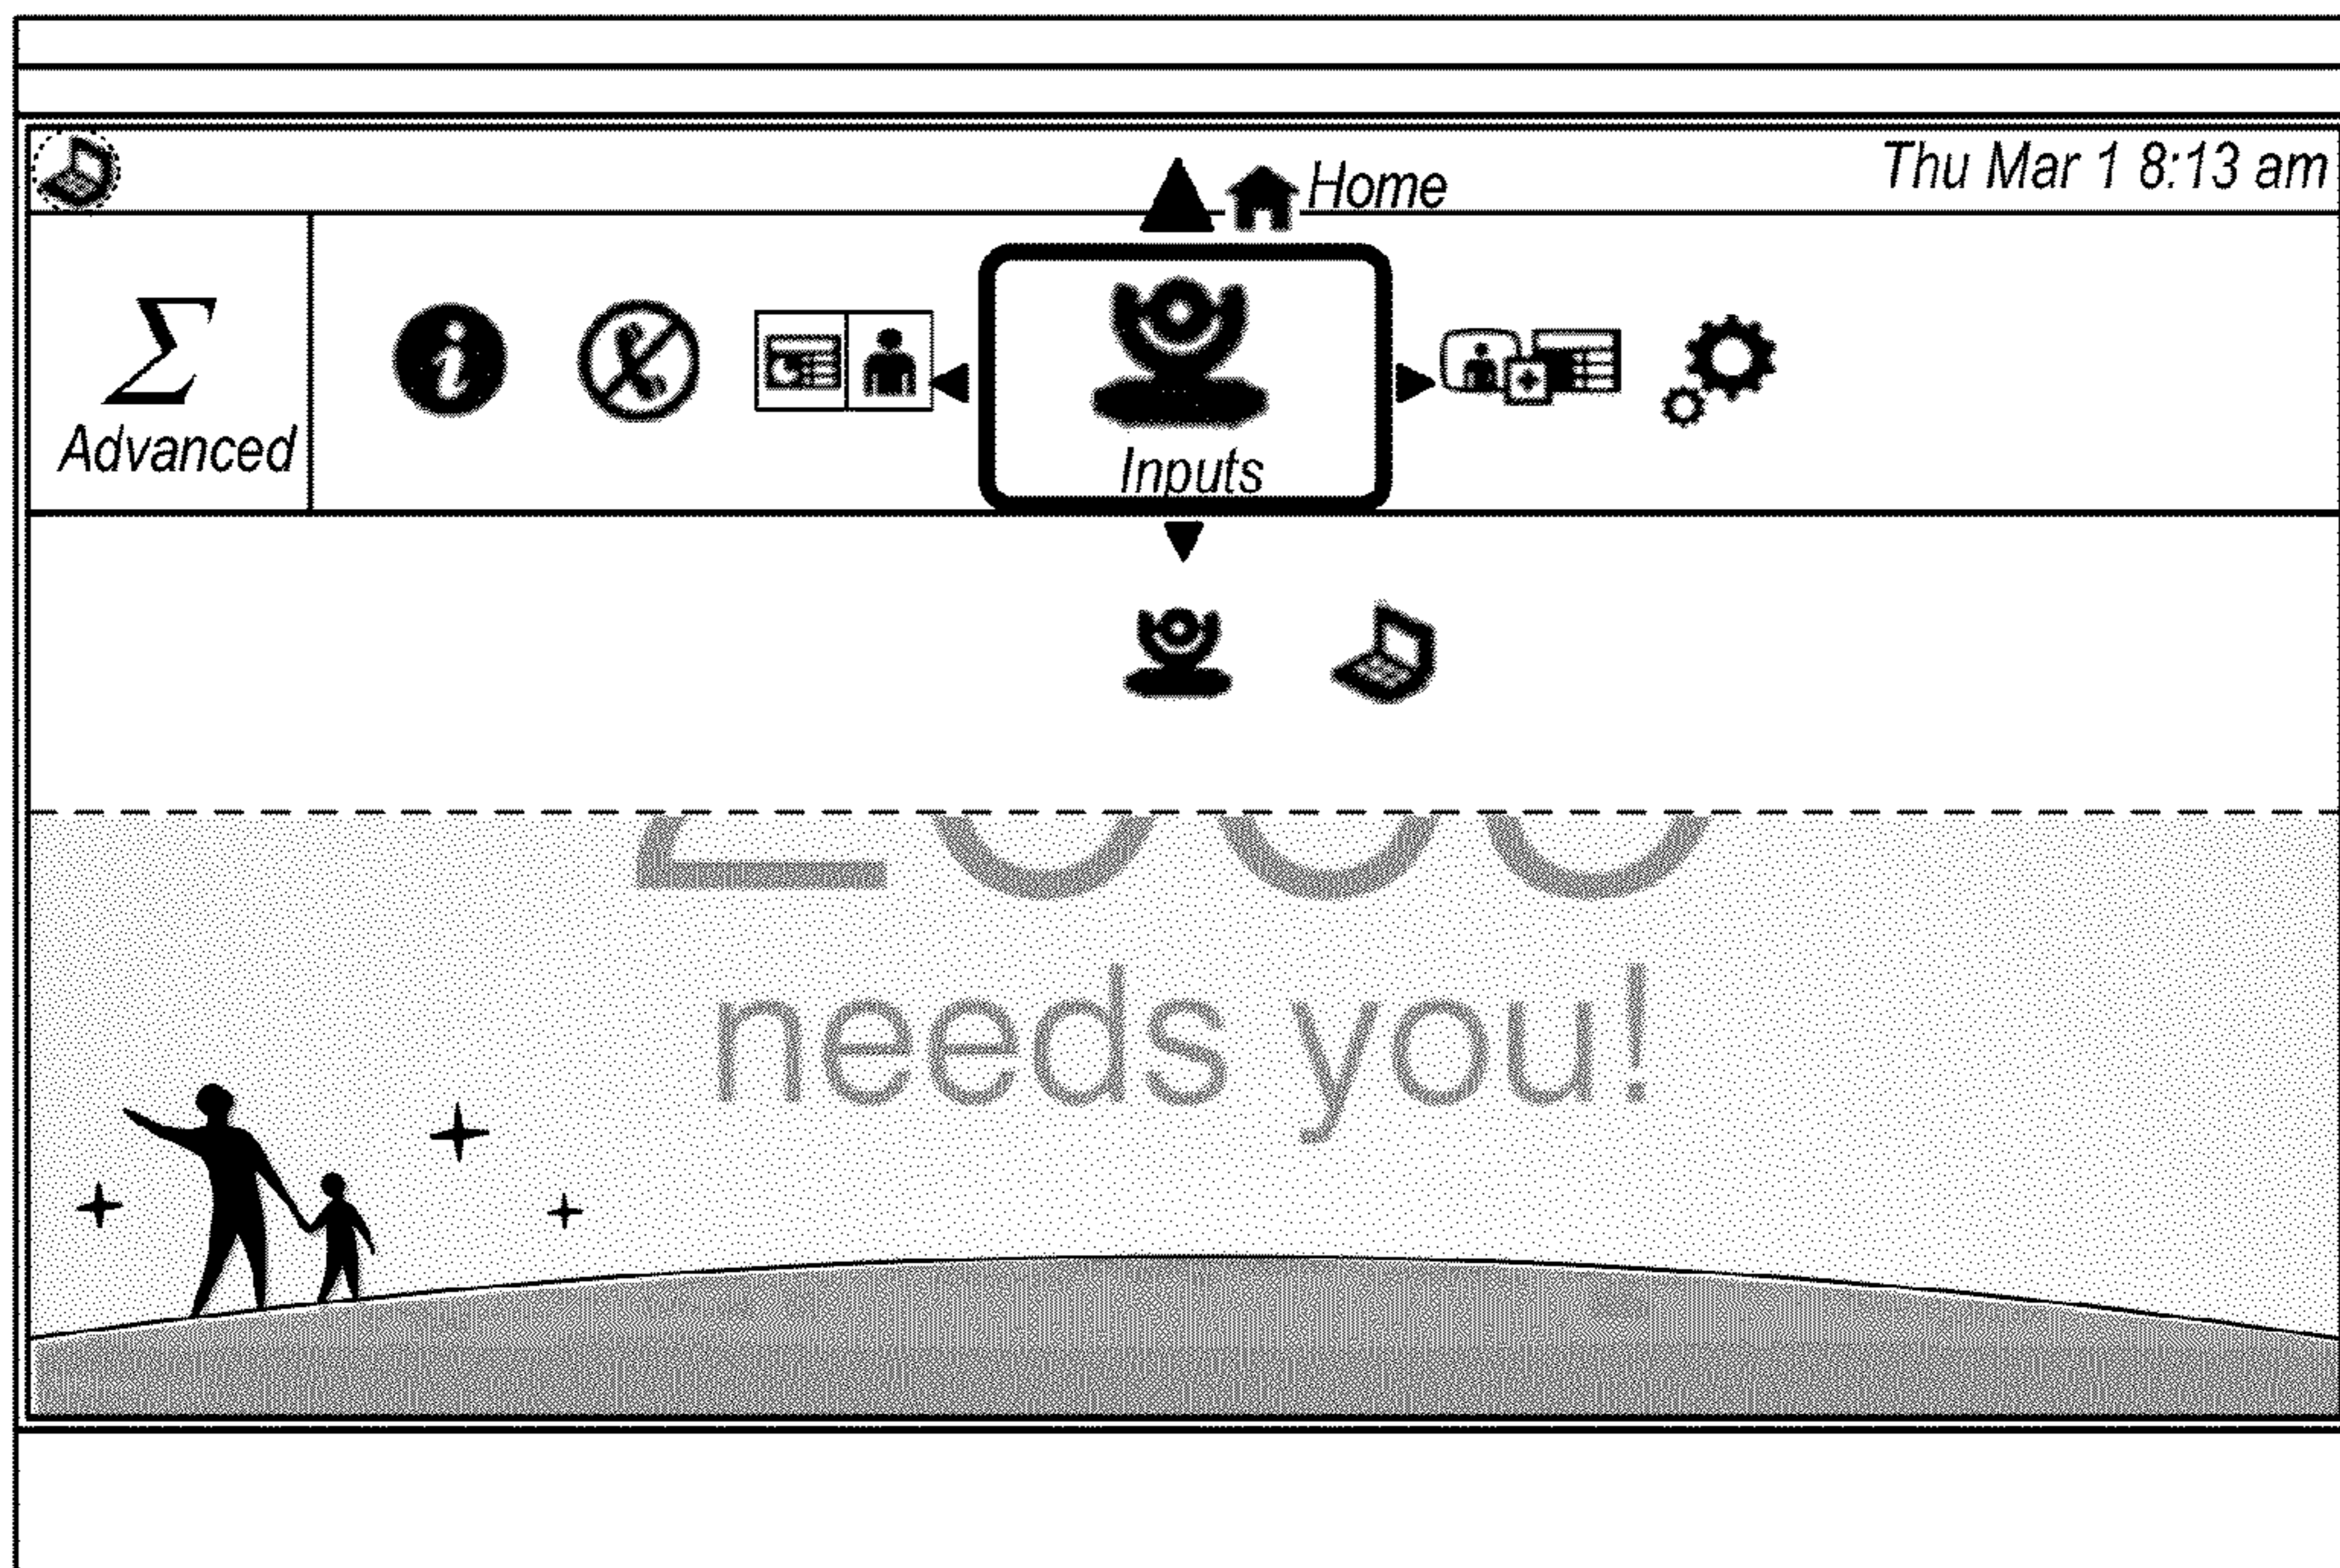 Thu Mar 1 8:13 am
Home
Σ
Advanced
i
Inputs
needs you!